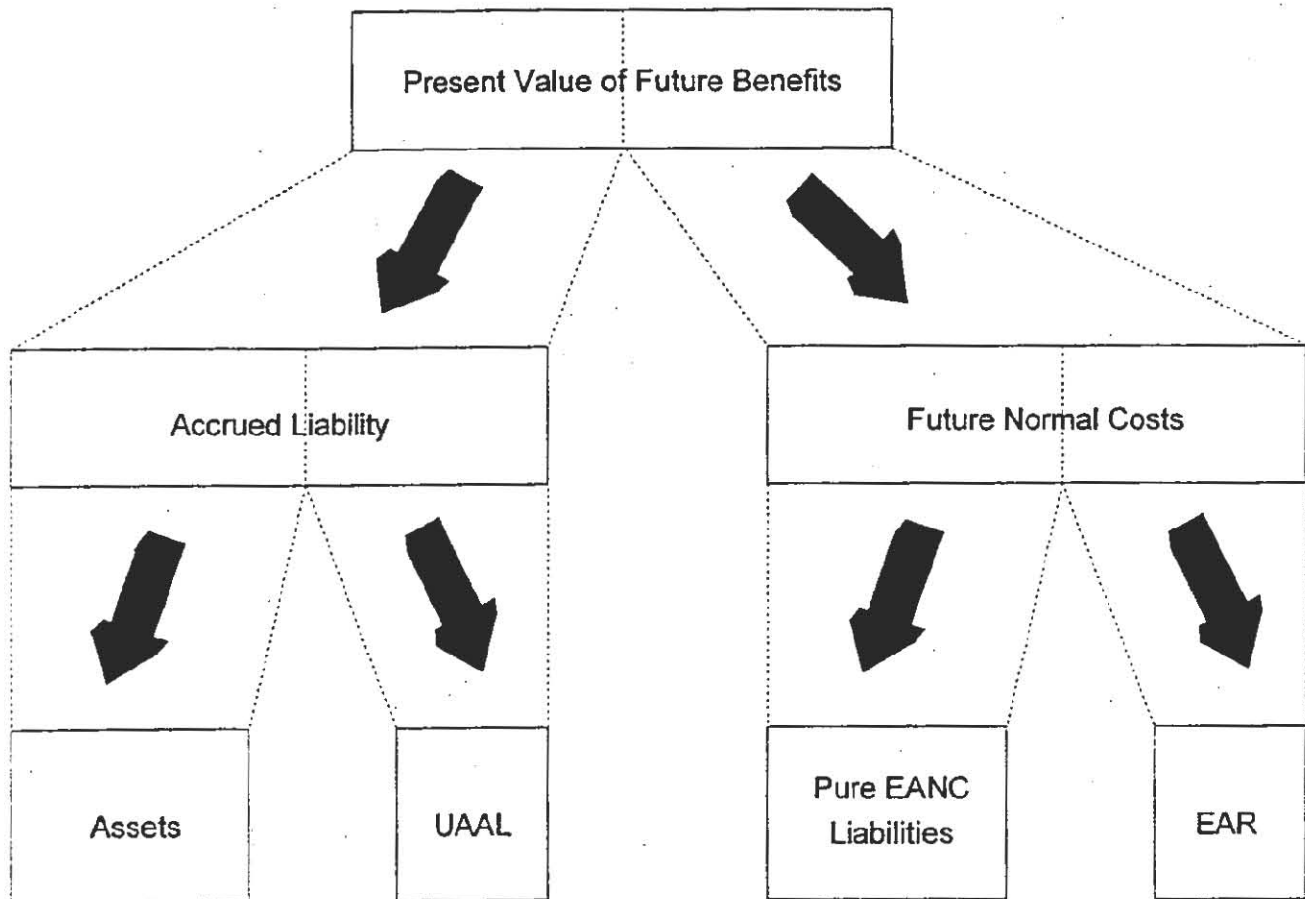 Present Value of Future Benefits
Accrued Liability
Future Normal Costs
Assets
UAAL
Pure EANC
Liabilities
EAR